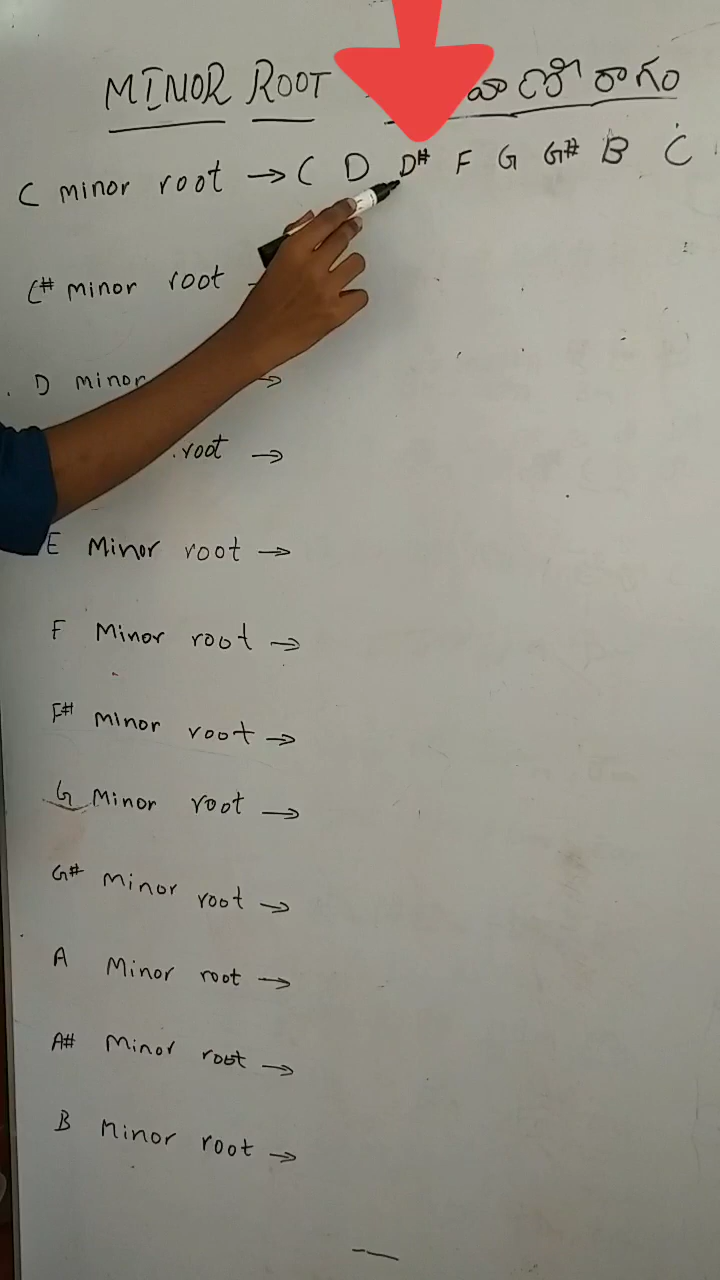 MINOR ROOT వాణి రాగం
C minor root → C D D# F G G# B Ċ
C# minor root -
D minor →
root →
E Minor root →
F Minor root →
F# minor root →
G Minor root →
G# Minor root →
A Minor root →
A# Minor root →
B Minor root →